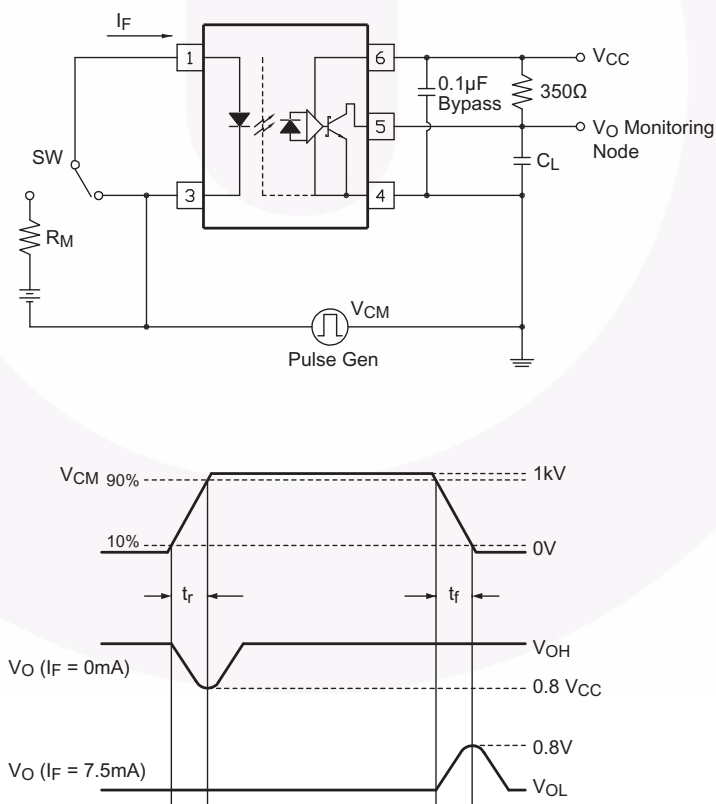 IF
1
6
VCC
0.1μF
Bypass
350Ω
5
VO Monitoring
Node
SW
CL
3
4
RM
VCM
Pulse Gen
VCM 90%
1kV
10%
0V
tr
tf
VOH
VO (IF = 0mA)
0.8 VCC
0.8V
VO (IF = 7.5mA)
VOL